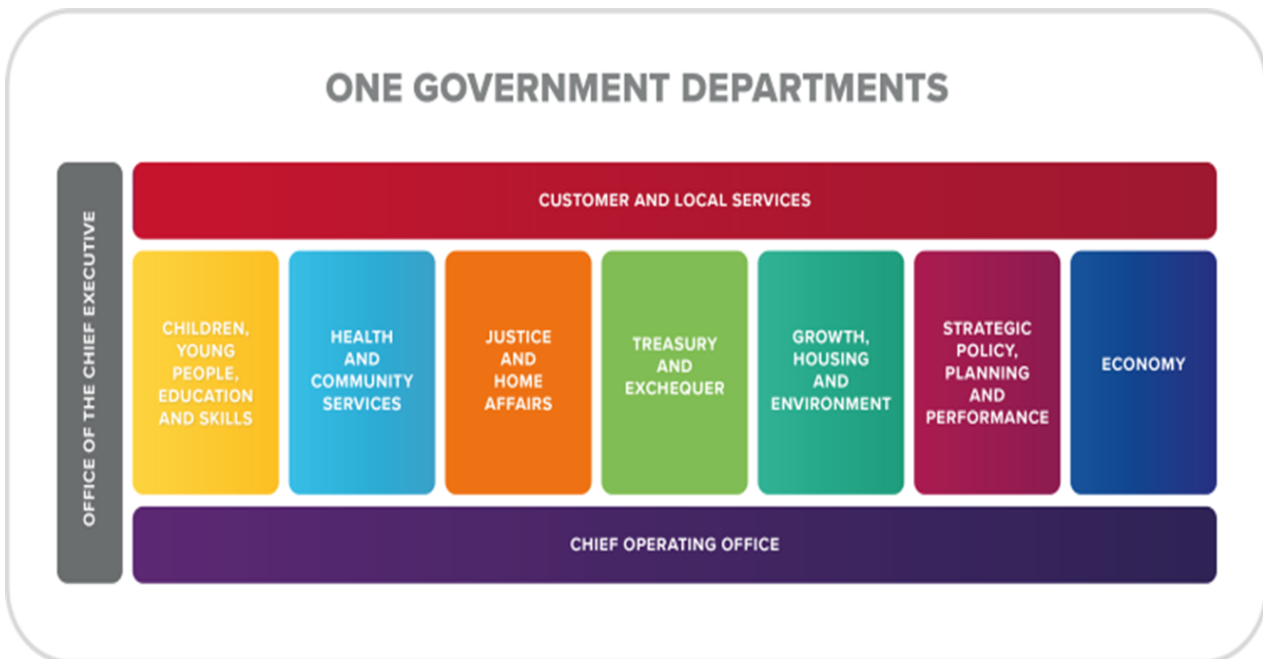 ONE GOVERNMENT DEPARTMENTS
OFFICE OF THE CHIEF EXECUTIVE
CUSTOMER AND LOCAL SERVICES
CHILDREN,
YOUNG
PEOPLE,
EDUCATION
AND SKILLS
HEALTH
AND
COMMUNITY
SERVICES
JUSTICE
AND
HOME
AFFAIRS
TREASURY
AND
EXCHEQUER
GROWTH,
HOUSING
AND
ENVIRONMENT
STRATEGIC
POLICY,
PLANNING
AND
PERFORMANCE
ECONOMY
CHIEF OPERATING OFFICE